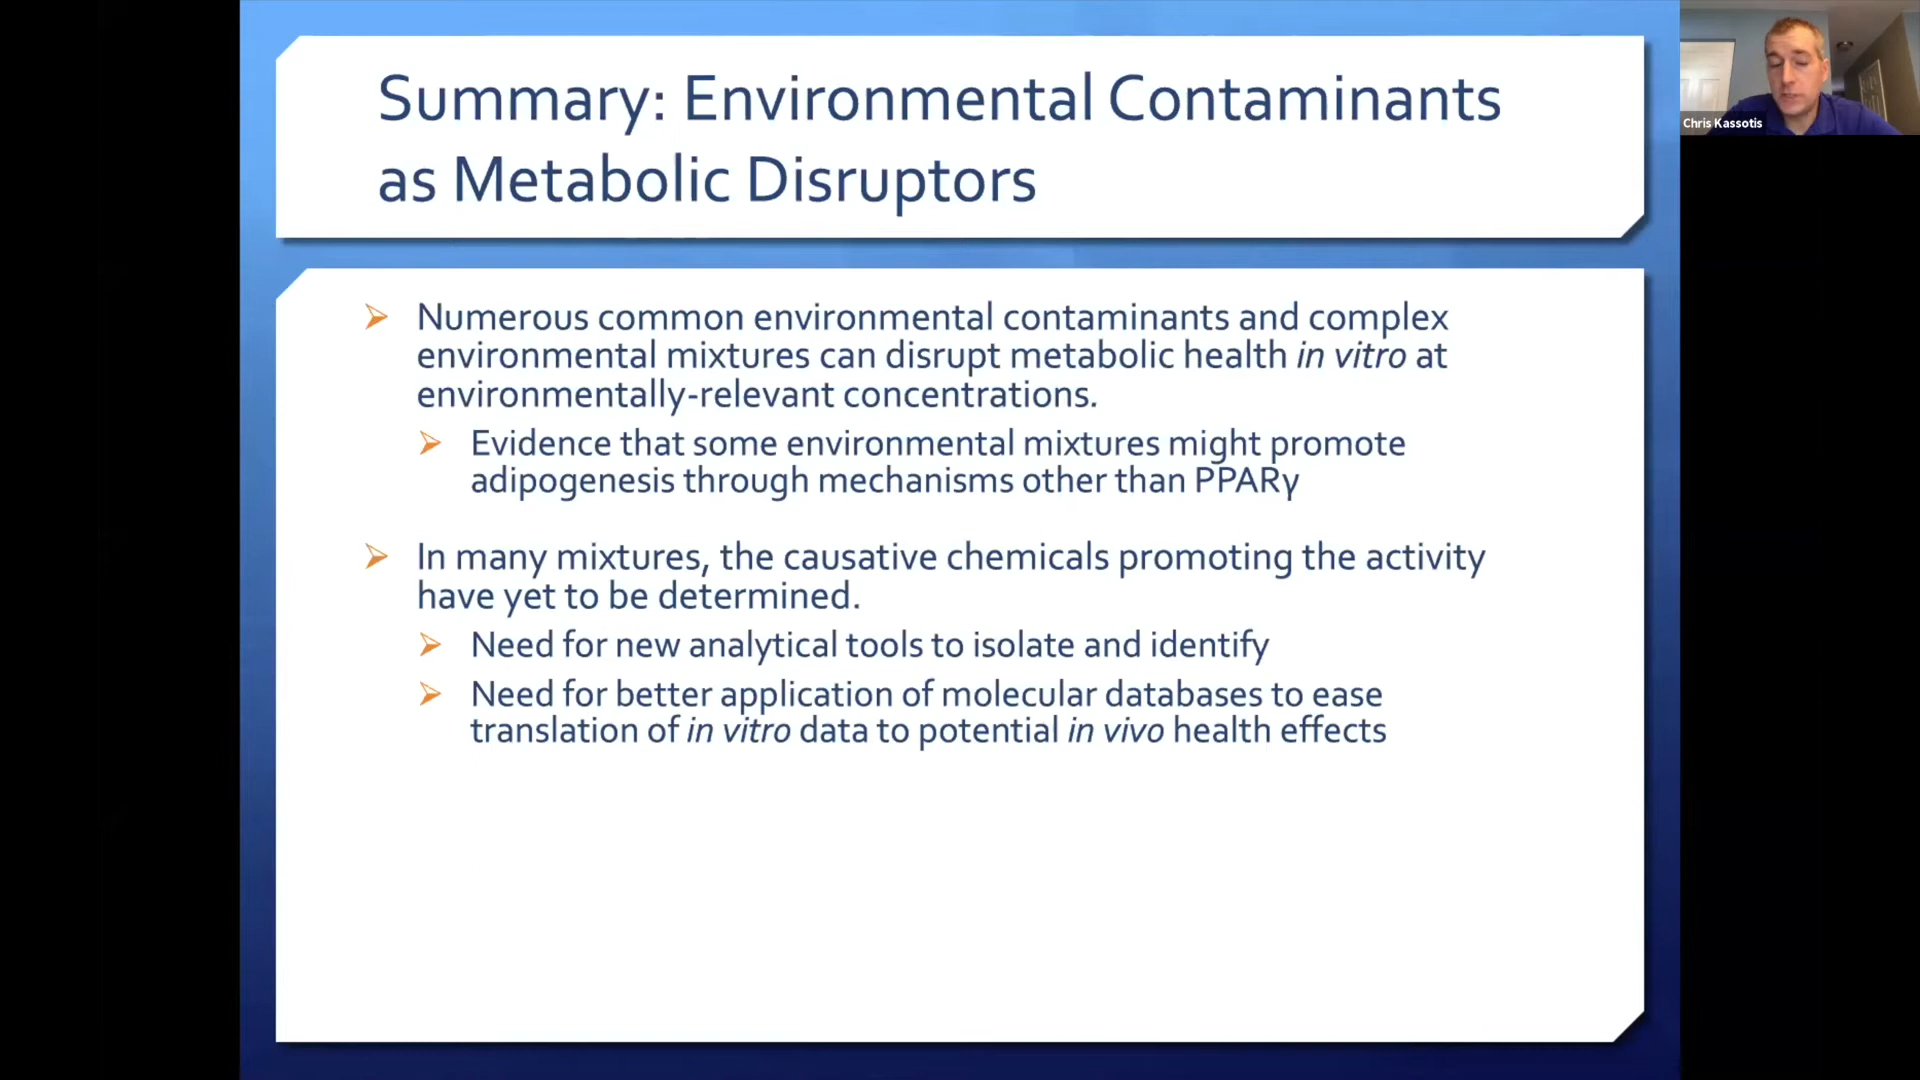 Summary: Environmental Contaminants
as Metabolic Disruptors
Chris Kassotis
Numerous common environmental contaminants and complex
environmental mixtures can disrupt metabolic health in vitro at
environmentally-relevant concentrations.
Evidence that some environmental mixtures might promote
adipogenesis through mechanisms other than PPARγ
In many mixtures, the causative chemicals promoting the activity
have yet to be determined.
Need for new analytical tools to isolate and identify
Need for better application of molecular databases to ease
translation of in vitro data to potential in vivo health effects